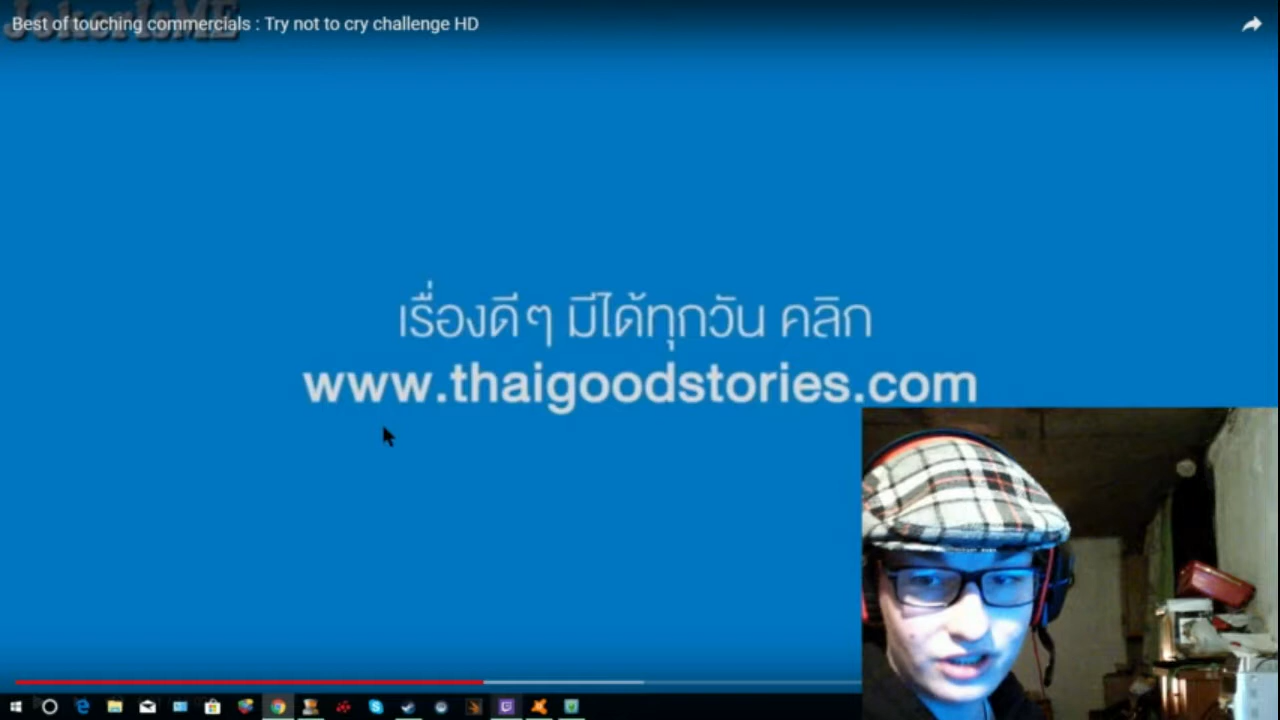 JokerIsME
Best of touching commercials : Try not to cry challenge HD
เรื่องดีๆ มีได้ทุกวัน คลิก
www.thaigoodstories.com